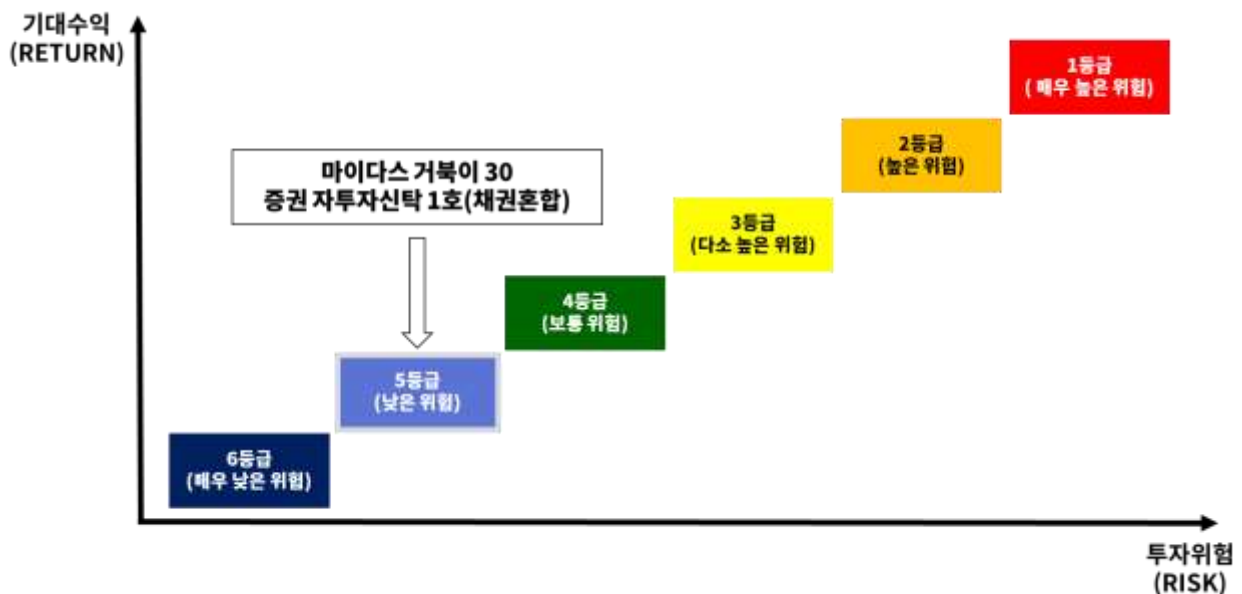 기대수익
(RETURN)
1등급
( 매우 높은 위험)
2등급
(높은 위험)
마이다스 거북이 30
증권 자투자신탁 1호(채권혼합)
3등급
(다소 높은 위험)
4등급
(보통 위험)
5등급
(낮은 위험)
6등급
(매우 낮은 위험)
투자위험
(RISK)